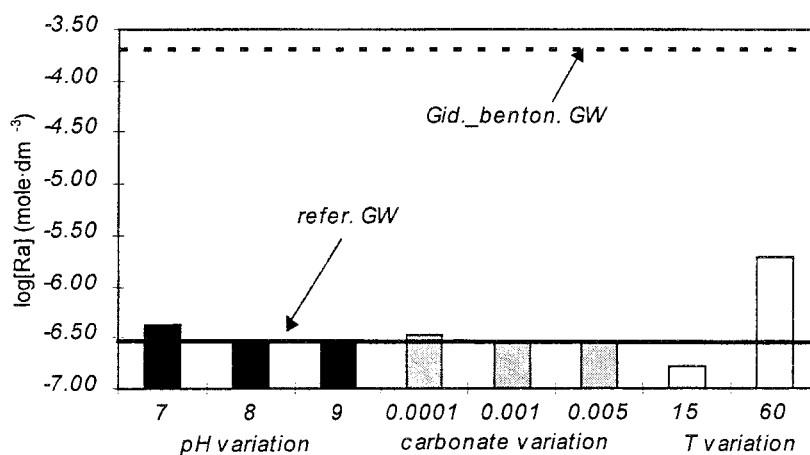 -3.50
-4.00
-4.50
-5.00
-5.50
-6.00
-6.50
-7.00
log[Ra] (mole·dm⁻³)
Gid._benton. GW
refer. GW
7 8 9 0.0001 0.001 0.005 15 60
pH variation carbonate variation T variation